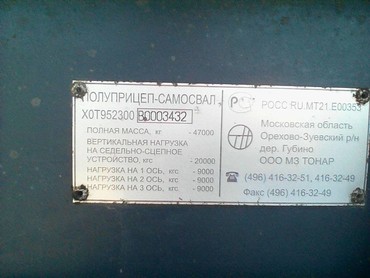 ПОЛУПРИЦЕП-САМОСВАЛ
X0T952300 B0003432
ПОЛНАЯ МАССА, кг - 47000
ВЕРТИКАЛЬНАЯ НАГРУЗКА
НА СЕДЕЛЬНО-СЦЕПНОЕ
УСТРОЙСТВО, кгс - 20000
НАГРУЗКА НА 1 ОСЬ, кгс - 9000
НАГРУЗКА НА 2 ОСЬ, кгс - 9000
НАГРУЗКА НА 3 ОСЬ, кгс - 9000
РОСС.RU.MT21.E00353
Московская область
Орехово-Зуевский р/н
дер. Губино
ООО МЗ ТОНАР
(496) 416-32-51, 416-32-48
Факс (496) 416-32-49